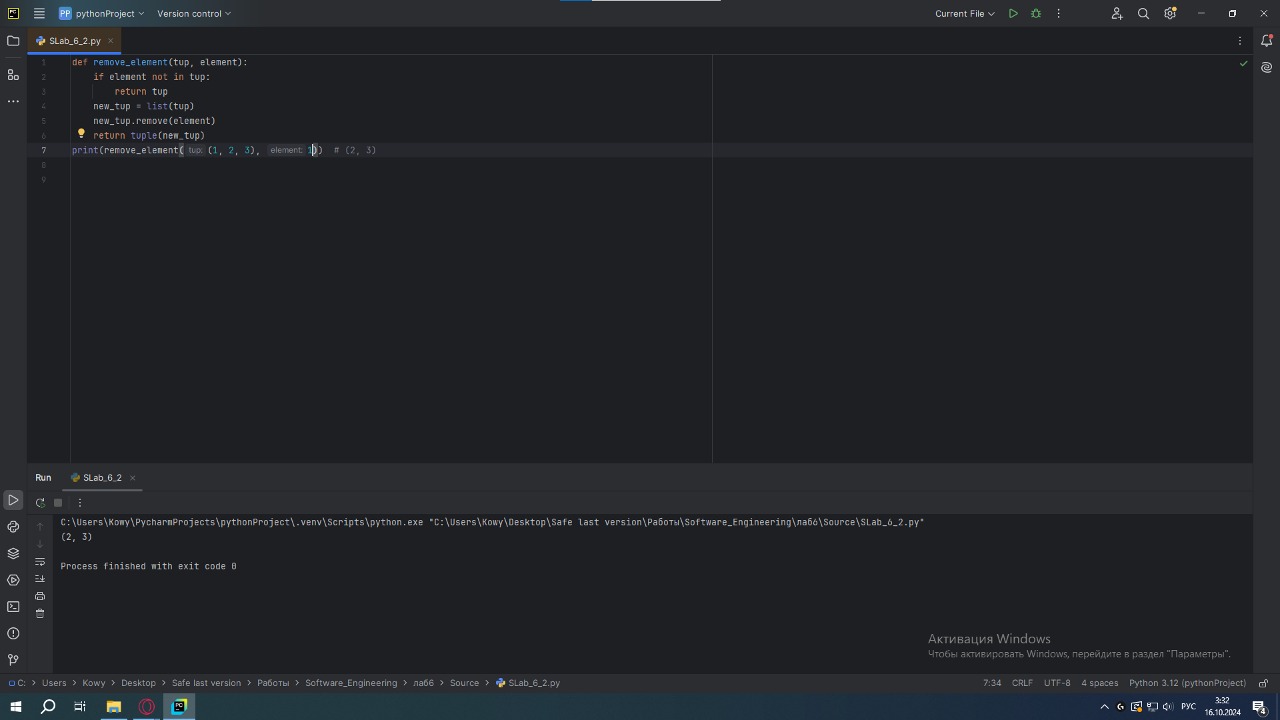 PP pythonProject Version control Current File
SLab_6_2.py
1 def remove_element(tup, element):
2 if element not in tup:
3 return tup
4 new_tup = list(tup)
5 new_tup.remove(element)
6 return tuple(new_tup)
7 print(remove_element( tup: (1, 2, 3), element: 1)) # (2, 3)
8
9
Run SLab_6_2
C:\Users\Kowy\PycharmProjects\pythonProject\.venv\Scripts\python.exe "C:\Users\Kowy\Desktop\Safe last version\Работы\Software_Engineering\лаб6\Source\SLab_6_2.py"
(2, 3)
Process finished with exit code 0
Активация Windows
Чтобы активировать Windows, перейдите в раздел "Параметры".
C: Users Kowy Desktop Safe last version Работы Software_Engineering лаб6 Source SLab_6_2.py 7:34 CRLF UTF-8 4 spaces Python 3.12 (pythonProject)
PC РУС 3:32
16.10.2024